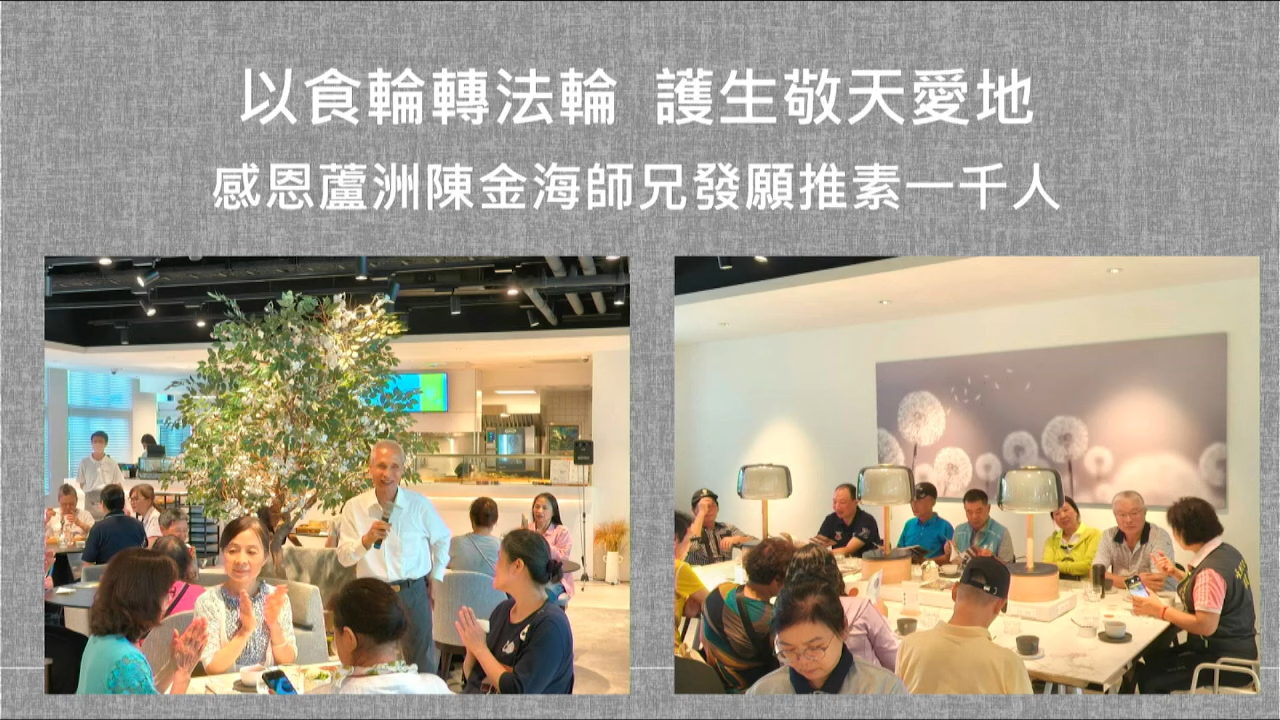 以食輪轉法輪 護生敬天愛地
感恩蘆洲陳金海師兄發願推素一千人